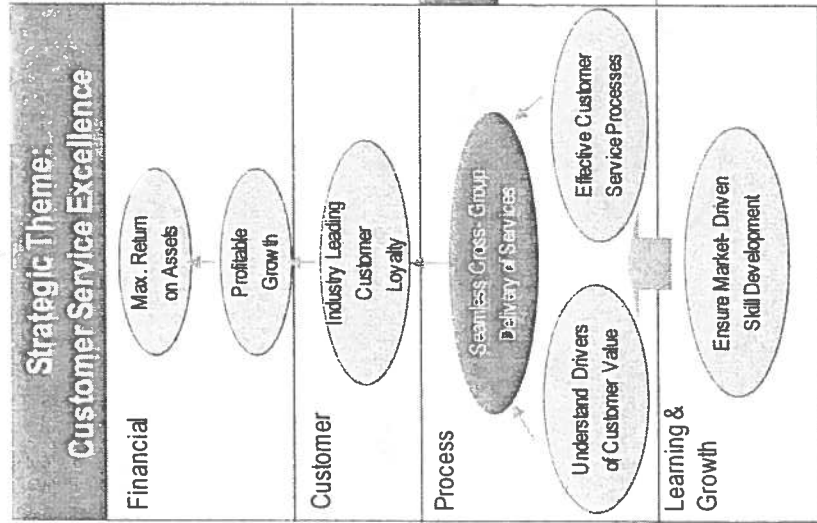 Strategic Theme:
Customer Service Excellence
Financial
Max. Return
on Assets
Profitable
Growth
Customer
Industry Leading
Customer
Loyalty
Process
Seamless Cross- Group
Delivery of Services
Understand Drivers
of Customer Value
Effective Customer
Service Processes
Learning &
Growth
Ensure Market- Driven
Skill Development